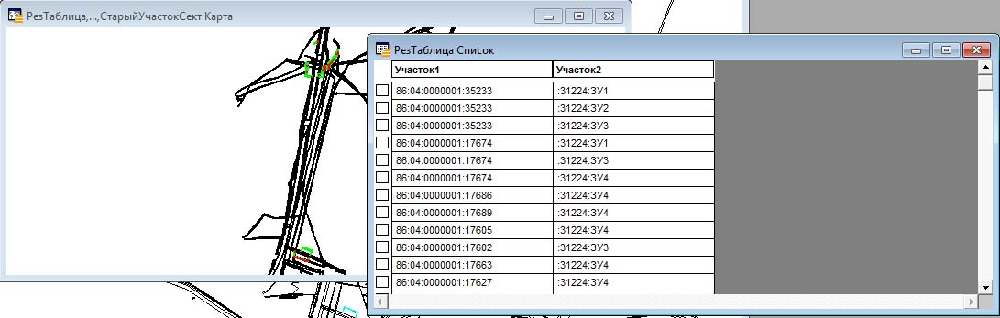 РезТаблица,...,СтарыйУчастокСект Карта
РезТаблица Список
Участок1 Участок2
86:04:0000001:35233 :31224:ЗУ1
86:04:0000001:35233 :31224:ЗУ2
86:04:0000001:35233 :31224:ЗУ3
86:04:0000001:17674 :31224:ЗУ1
86:04:0000001:17674 :31224:ЗУ3
86:04:0000001:17674 :31224:ЗУ4
86:04:0000001:17686 :31224:ЗУ4
86:04:0000001:17689 :31224:ЗУ4
86:04:0000001:17605 :31224:ЗУ4
86:04:0000001:17602 :31224:ЗУ3
86:04:0000001:17663 :31224:ЗУ4
86:04:0000001:17627 :31224:ЗУ4